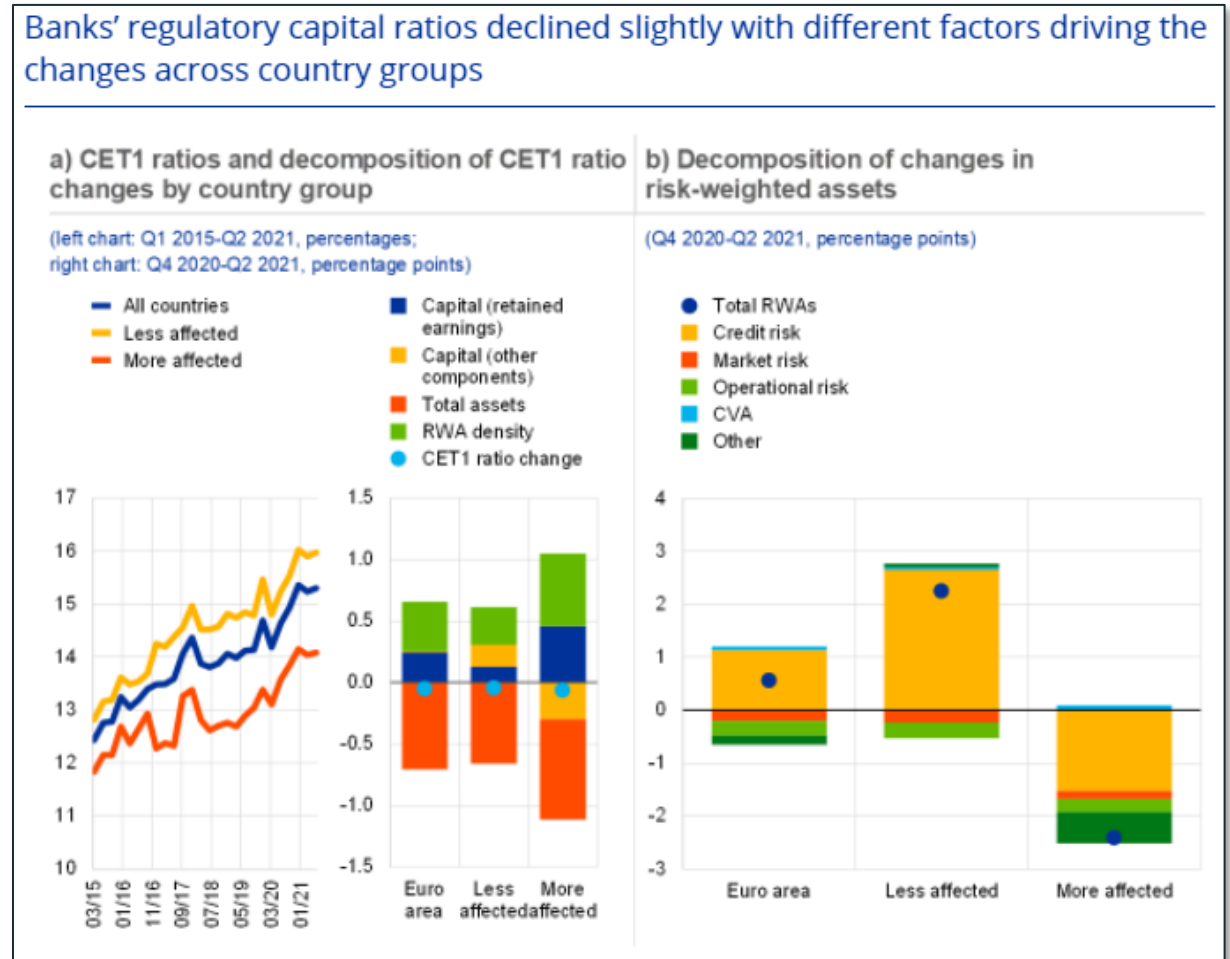 Banks’ regulatory capital ratios declined slightly with different factors driving the
changes across country groups
a) CET1 ratios and decomposition of CET1 ratio
changes by country group
(left chart: Q1 2015-Q2 2021, percentages;
right chart: Q4 2020-Q2 2021, percentage points)
All countries
Less affected
More affected
Capital (retained
earnings)
Capital (other
components)
Total assets
RWA density
CET1 ratio change
17
16
15
14
13
12
11
10
03/15
01/16
11/16
09/17
07/18
05/19
03/20
01/21
1.5
1.0
0.5
0.0
-0.5
-1.0
-1.5
Euro
area
Less
affected
More
affected
b) Decomposition of changes in
risk-weighted assets
(Q4 2020-Q2 2021, percentage points)
Total RWAs
Credit risk
Market risk
Operational risk
CVA
Other
4
3
2
1
0
-1
-2
-3
Euro area
Less affected
More affected